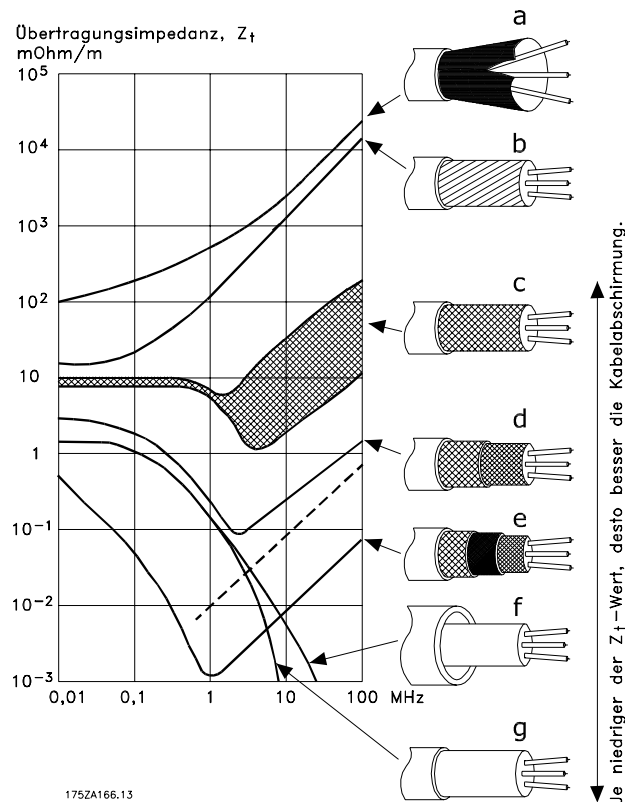 Übertragungsimpedanz, Zt
mOhm/m
10⁵
10⁴
10³
10²
10
1
10⁻¹
10⁻²
10⁻³
0,01 0,1 1 10 100 MHz
a
b
c
d
e
f
g
Je niedriger der Zt-Wert, desto besser die Kabelabschirmung.
175ZA166.13